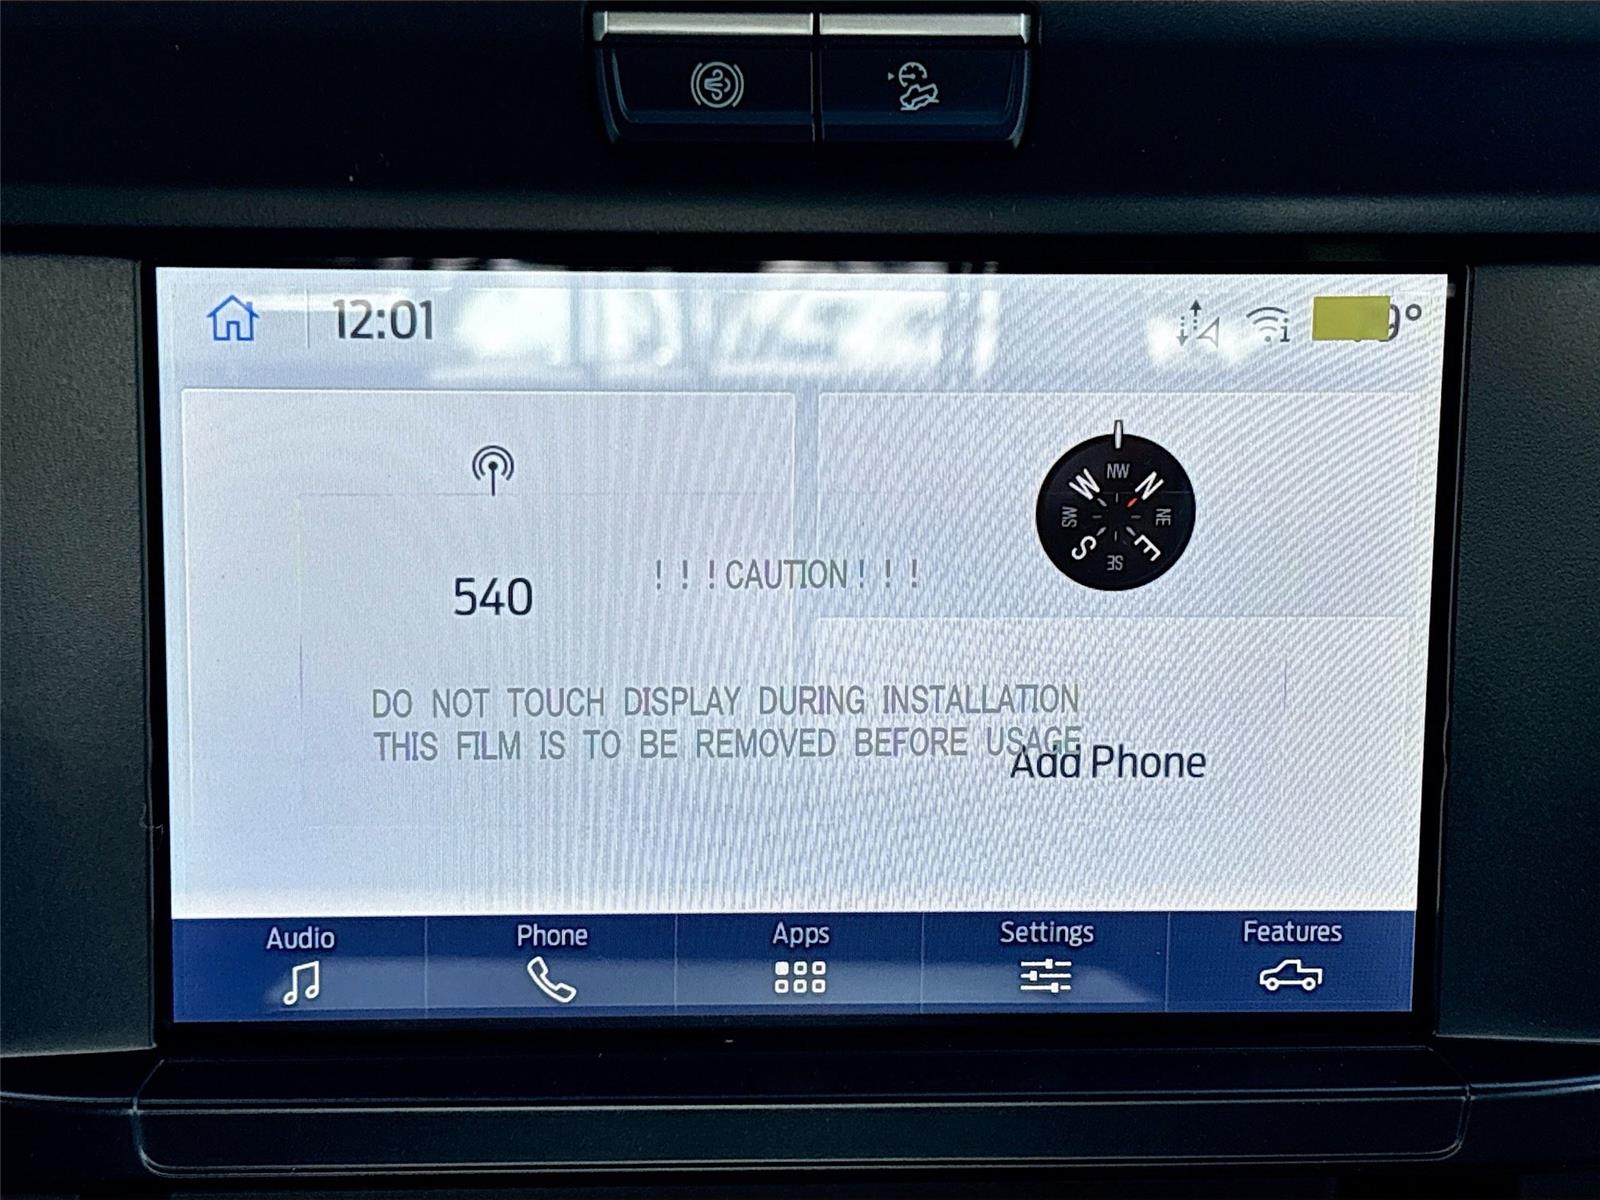 12:01
9°
NW
W N
SW NE
S E
SE
540
!!!CAUTION!!!
DO NOT TOUCH DISPLAY DURING INSTALLATION
THIS FILM IS TO BE REMOVED BEFORE USAGE
Add Phone
Audio Phone Apps Settings Features